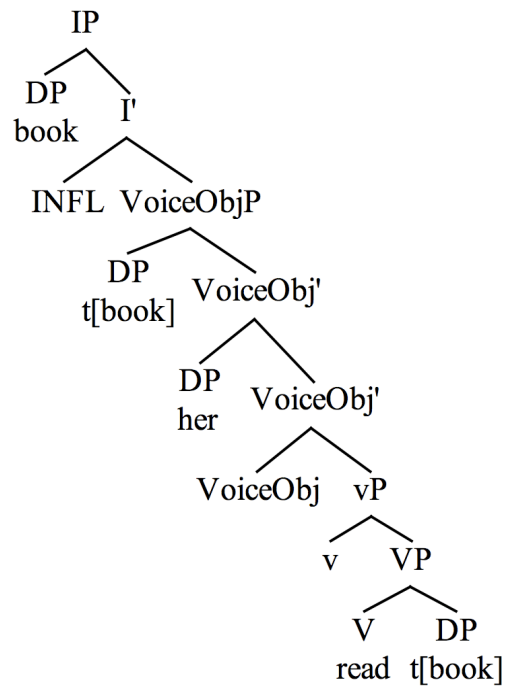 IP
DP
book
I'
INFL VoiceObjP
DP
t[book]
VoiceObj'
DP
her
VoiceObj'
VoiceObj vP
v VP
V DP
read t[book]